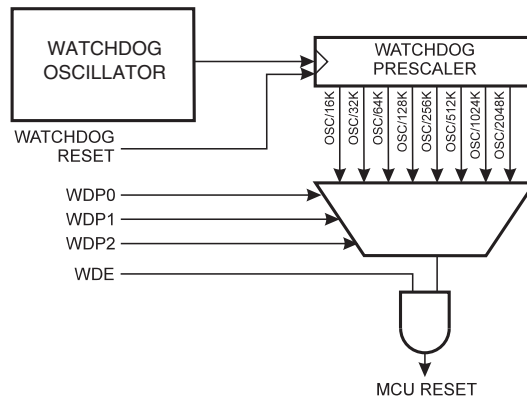 WATCHDOG
OSCILLATOR
WATCHDOG
PRESCALER
WATCHDOG
RESET
OSC/16K
OSC/32K
OSC/64K
OSC/128K
OSC/256K
OSC/512K
OSC/1024K
OSC/2048K
WDP0
WDP1
WDP2
WDE
MCU RESET